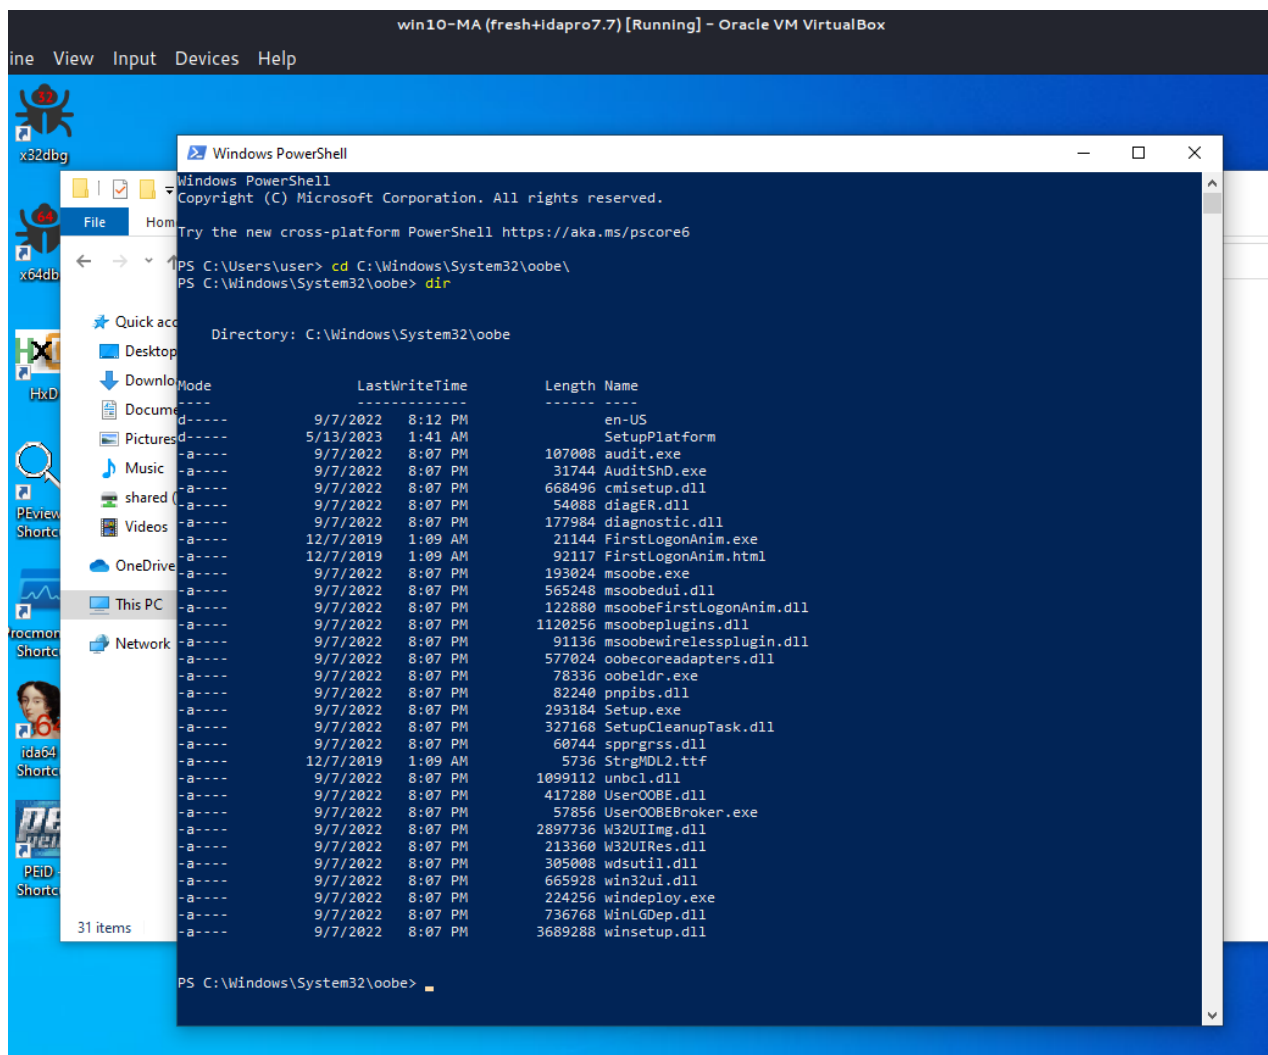 win10-MA (fresh+idapro7.7) [Running] - Oracle VM VirtualBox
ine View Input Devices Help
32
x32dbg
64
x64db
HxD
PEview
Shortc
rocmon
Shortc
64
ida64
Shortc
PEiD -
Shortc
File Hom
Quick acc
Desktop
Downlo
Docume
Pictures
Music
shared (
Videos
OneDrive
This PC
Network
31 items
Windows PowerShell
Windows PowerShell
Copyright (C) Microsoft Corporation. All rights reserved.
Try the new cross-platform PowerShell https://aka.ms/pscore6
PS C:\Users\user> cd C:\Windows\System32\oobe\
PS C:\Windows\System32\oobe> dir
Directory: C:\Windows\System32\oobe
Mode LastWriteTime Length Name
---- ------------- ------ ----
d----- 9/7/2022 8:12 PM en-US
d----- 5/13/2023 1:41 AM SetupPlatform
-a---- 9/7/2022 8:07 PM 107008 audit.exe
-a---- 9/7/2022 8:07 PM 31744 AuditShD.exe
-a---- 9/7/2022 8:07 PM 668496 cmisetup.dll
-a---- 9/7/2022 8:07 PM 54088 diagER.dll
-a---- 9/7/2022 8:07 PM 177984 diagnostic.dll
-a---- 12/7/2019 1:09 AM 21144 FirstLogonAnim.exe
-a---- 12/7/2019 1:09 AM 92117 FirstLogonAnim.html
-a---- 9/7/2022 8:07 PM 193024 msoobe.exe
-a---- 9/7/2022 8:07 PM 565248 msoobedui.dll
-a---- 9/7/2022 8:07 PM 122880 msoobeFirstLogonAnim.dll
-a---- 9/7/2022 8:07 PM 1120256 msoobeplugins.dll
-a---- 9/7/2022 8:07 PM 91136 msoobewirelessplugin.dll
-a---- 9/7/2022 8:07 PM 577024 oobecoreadapters.dll
-a---- 9/7/2022 8:07 PM 78336 oobeldr.exe
-a---- 9/7/2022 8:07 PM 82240 pnpibs.dll
-a---- 9/7/2022 8:07 PM 293184 Setup.exe
-a---- 9/7/2022 8:07 PM 327168 SetupCleanupTask.dll
-a---- 9/7/2022 8:07 PM 60744 spprgrss.dll
-a---- 12/7/2019 1:09 AM 5736 StrgMDL2.ttf
-a---- 9/7/2022 8:07 PM 1099112 unbcl.dll
-a---- 9/7/2022 8:07 PM 417280 UserOOBE.dll
-a---- 9/7/2022 8:07 PM 57856 UserOOBEBroker.exe
-a---- 9/7/2022 8:07 PM 2897736 W32UIImg.dll
-a---- 9/7/2022 8:07 PM 213360 W32UIRes.dll
-a---- 9/7/2022 8:07 PM 305008 wdsutil.dll
-a---- 9/7/2022 8:07 PM 665928 win32ui.dll
-a---- 9/7/2022 8:07 PM 224256 windeploy.exe
-a---- 9/7/2022 8:07 PM 736768 WinLGDep.dll
-a---- 9/7/2022 8:07 PM 3689288 winsetup.dll
PS C:\Windows\System32\oobe>